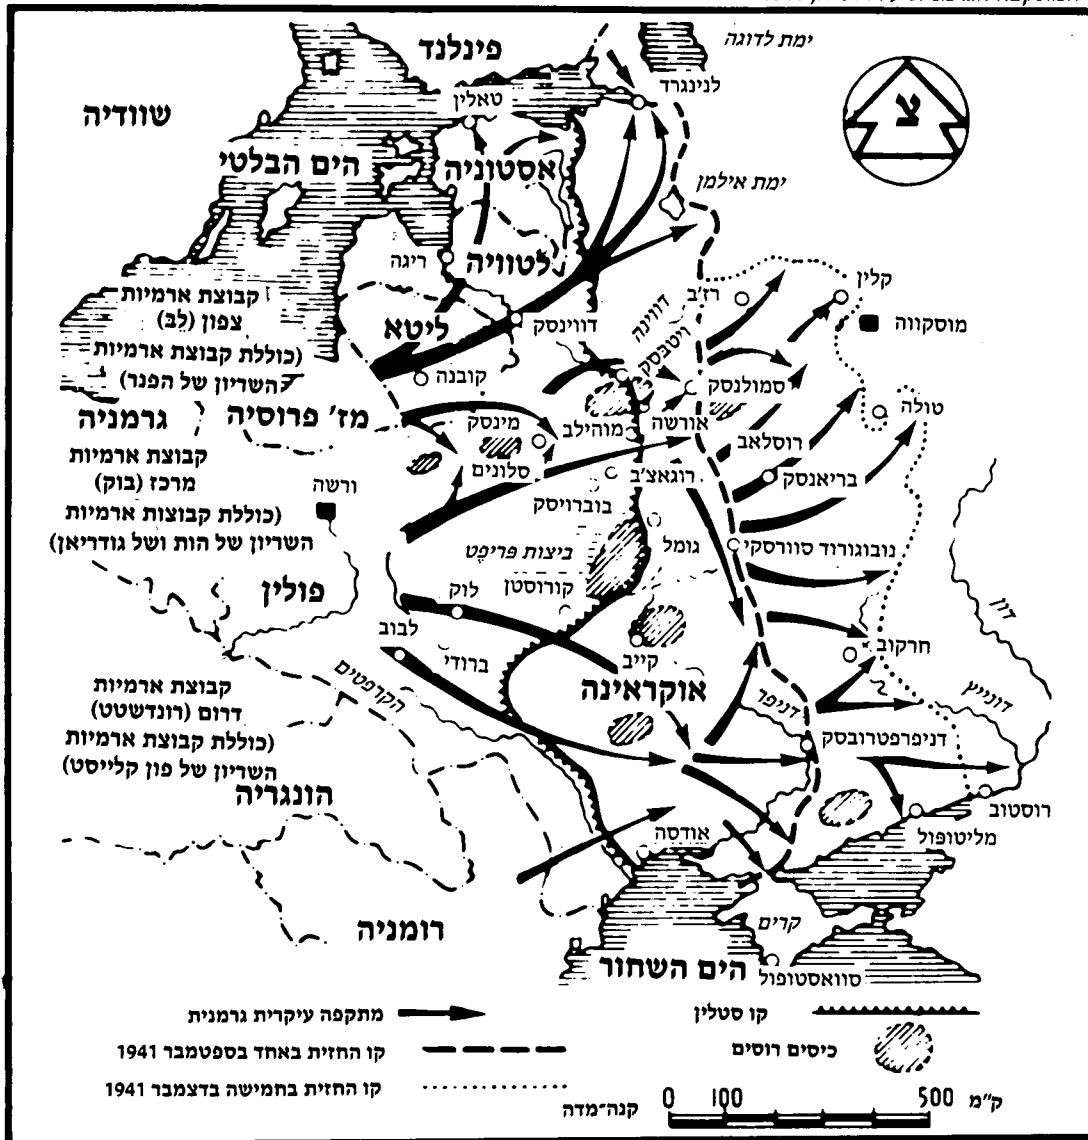 פינלנד
ימת לדוגה
לנינגרד
טאלין
שוודיה
צ
אסטוניה
הים הבלטי
ימת אילמן
ריגה
לטוויה
קלין
רז'ב
מוסקווה
דווינה
ויטבסק
דווינסק
ליטא
קבוצת ארמיות
צפון (לב)
(כוללת קבוצת ארמיות
השריון של הפנר)
קובנה
סמולנסק
אורשה
טולה
מז' פרוסיה
גרמניה
מינסק
מוהילב
רוסלאב
סלונים
רוגאצ'ב
בריאנסק
קבוצת ארמיות
מרכז (בוק)
ורשה
בוברויסק
(כוללת קבוצות ארמיות
השריון של הות ושל גודריאן)
גומל
נובוגורוד סוורסקי
ביצות פריפט
קורוסטן
פולין
לוק
דון
לבוב
ברודי
קייב
חרקוב
הקרפטים
אוקראינה
דונייץ
קבוצת ארמיות
דרום (רונדשטט)
(כוללת קבוצת ארמיות
השריון של פון קלייסט)
דניפר
דניפרפטרובסק
הונגריה
רוסטוב
אודסה
מליטופול
רומניה
קרים
הים השחור
סוואסטופול
מתקפה עיקרית גרמנית
קו סטלין
קו החזית באחד בספטמבר 1941
כיסים רוסים
קו החזית בחמישה בדצמבר 1941
קנה-מדה
0 100 500 ק"מ